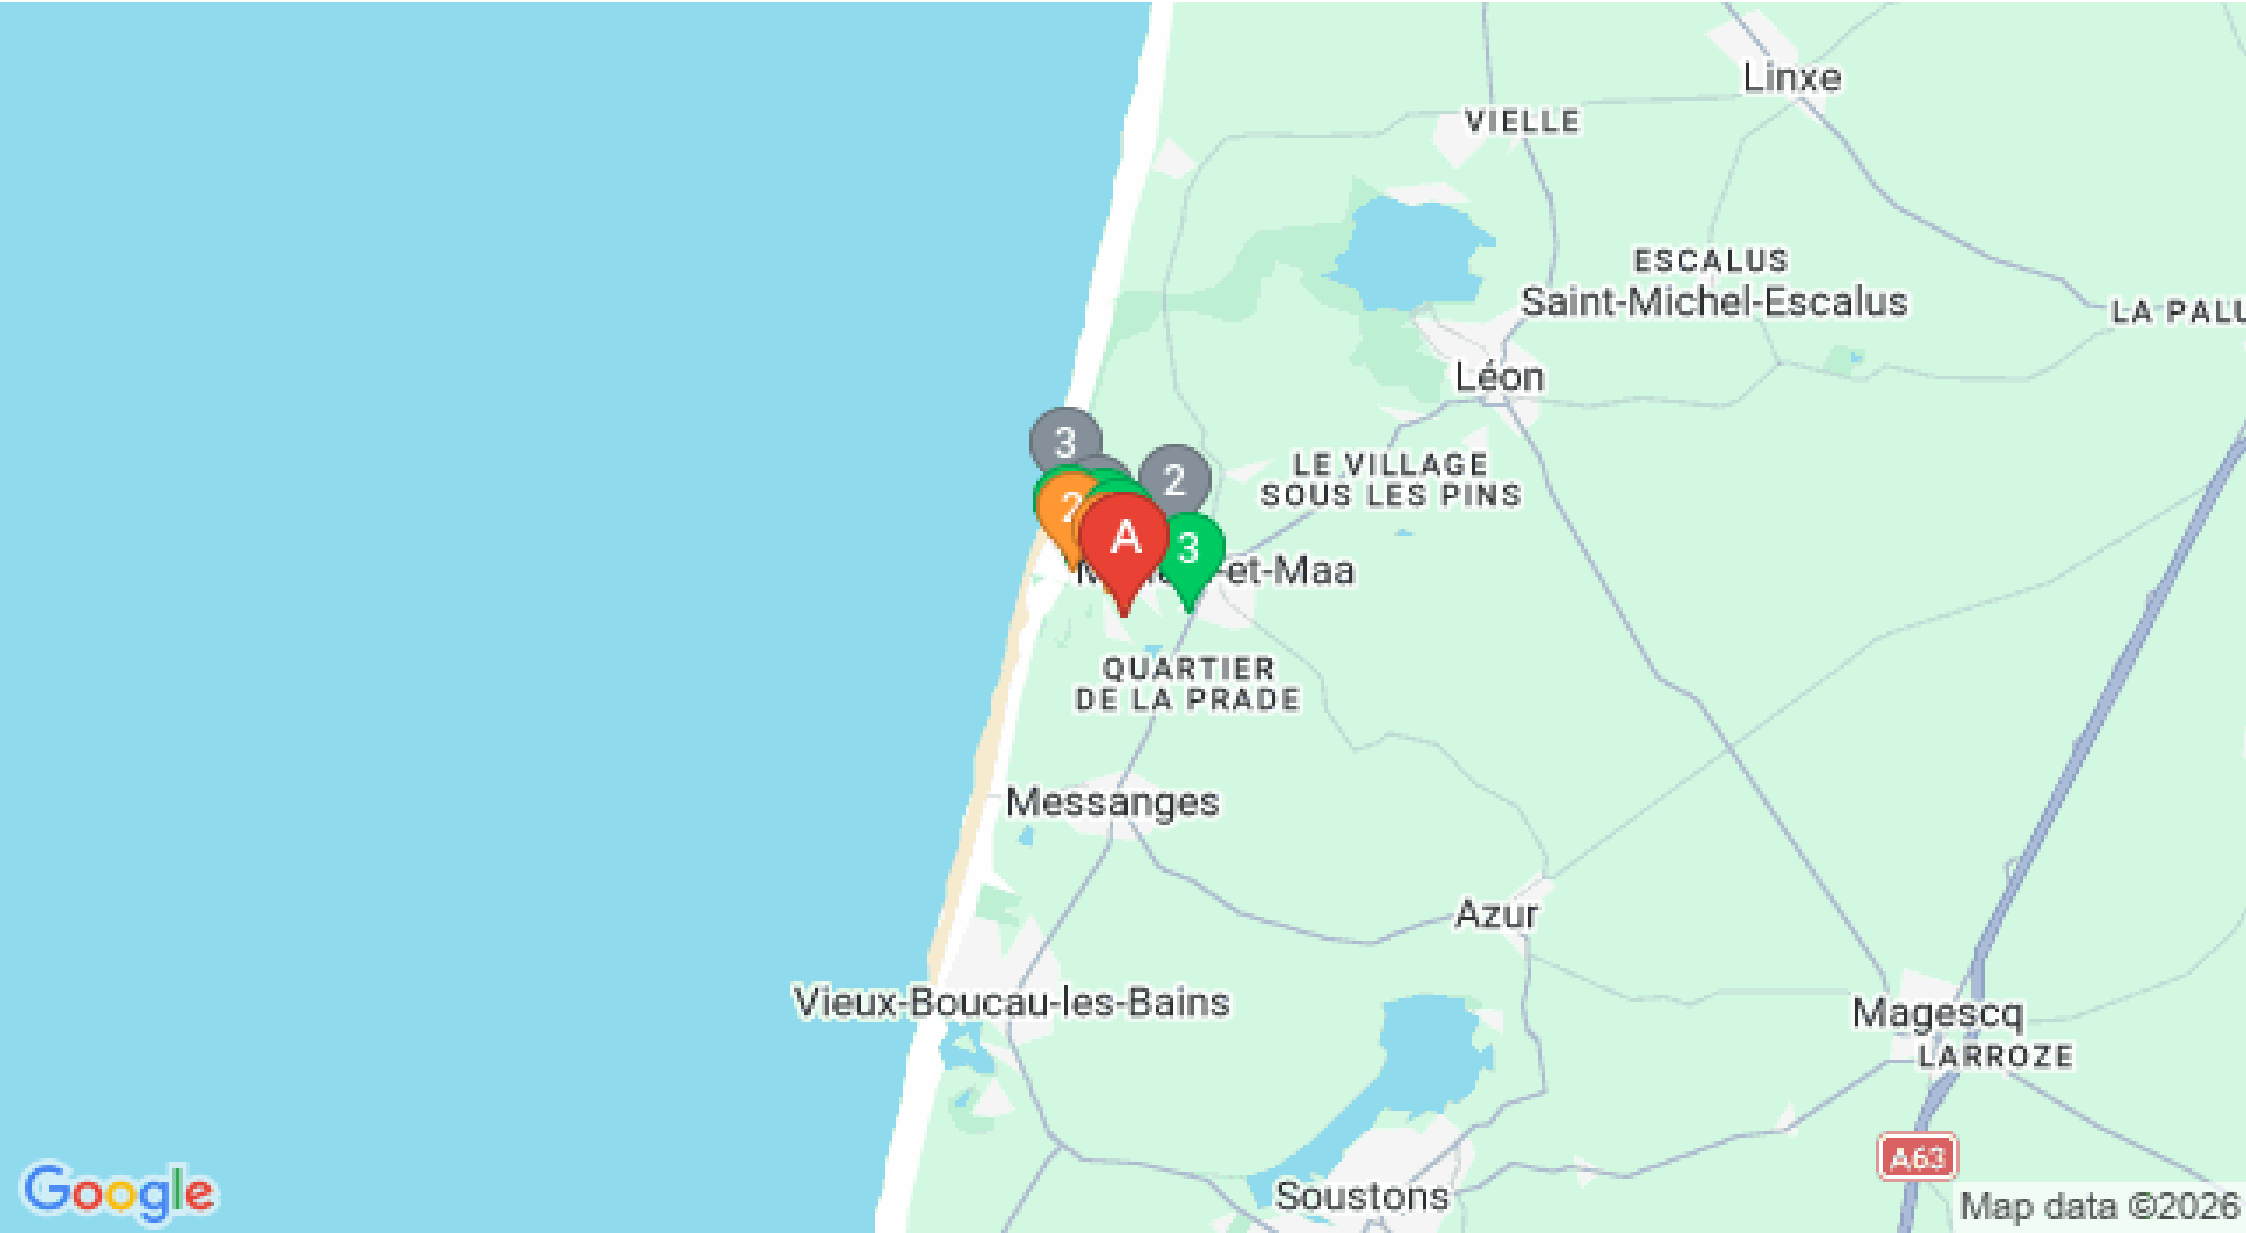 Linxe
VIELLE
ESCALUS
Saint-Michel-Escalus
LA PALU
Léon
3
2
LE VILLAGE
SOUS LES PINS
2
A
3
-et-Maa
QUARTIER
DE LA PRADE
Messanges
Azur
Vieux-Boucau-les-Bains
Magescq
LARROZE
A63
Google
Soustons
Map data ©2026